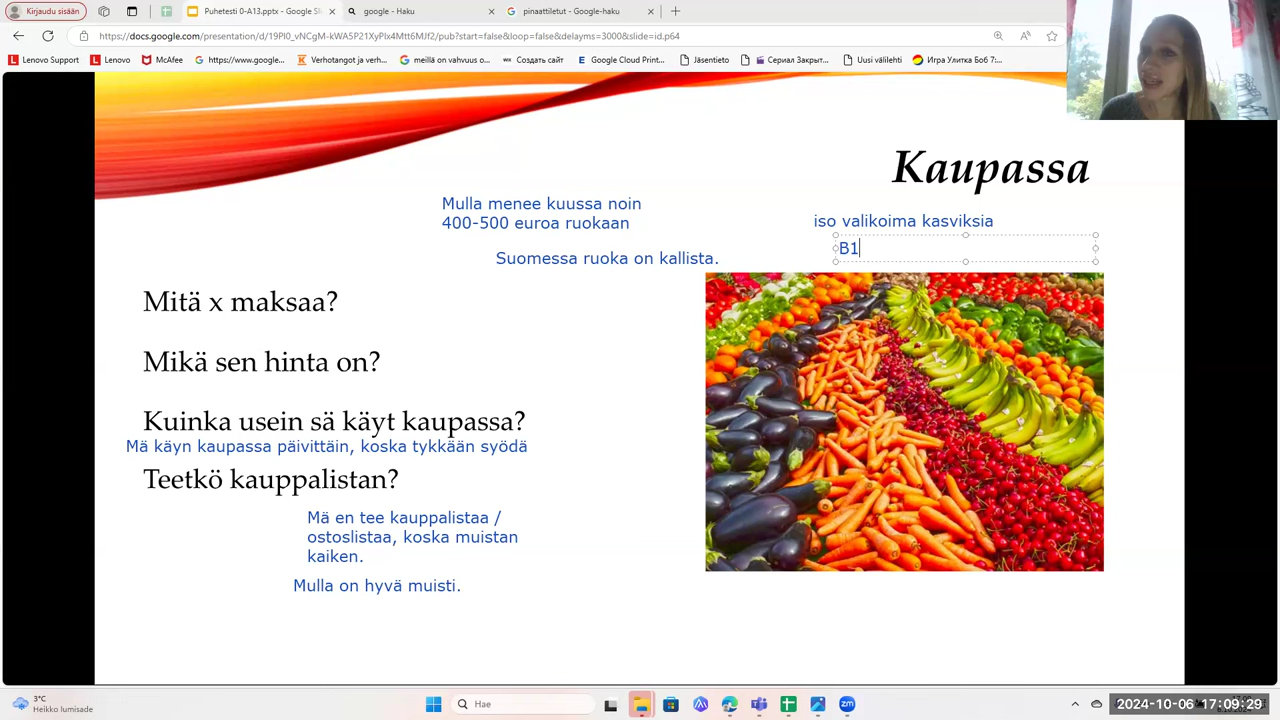 Kirjaudu sisään
Puhetesti 0-A13.pptx - Google Sl
google - Haku
pinaattiletut - Google-haku
https://docs.google.com/presentation/d/19PI0_vNCgM-kWA5P21XyPIx4Mtt6MJf2/pub?start=false&loop=false&delayms=3000&slide=id.p64
Lenovo Support
Lenovo
McAfee
https://www.google...
Verhotangot ja verh...
meillä on vahvuus o...
Создать сайт
Google Cloud Print...
Jäsentieto
Сериал Закрыт...
Uusi välilehti
Игра Улитка Боб 7:...
Kaupassa
Mulla menee kuussa noin
400-500 euroa ruokaan
iso valikoima kasviksia
B1
Suomessa ruoka on kallista.
Mitä x maksaa?
Mikä sen hinta on?
Kuinka usein sä käyt kaupassa?
Mä käyn kaupassa päivittäin, koska tykkään syödä
Teetkö kauppalistan?
Mä en tee kauppalistaa /
ostoslistaa, koska muistan
kaiken.
Mulla on hyvä muisti.
3°C
Heikko lumisade
Hae
2024-10-06 17:09:29